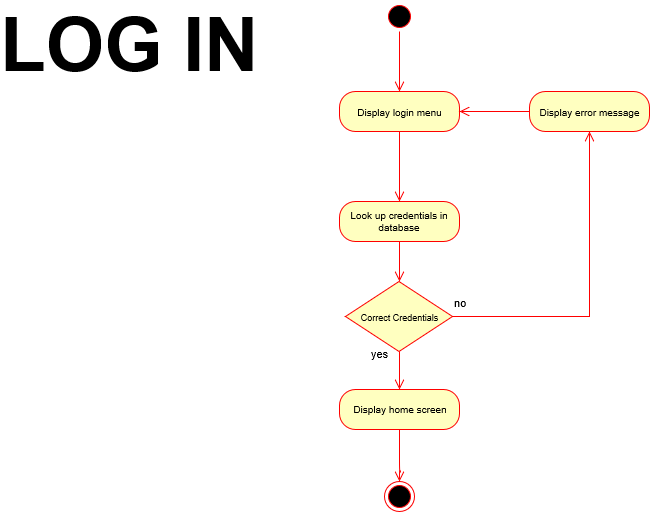 LOG IN
Display login menu
Display error message
Look up credentials in
database
Correct Credentials
no
yes
Display home screen